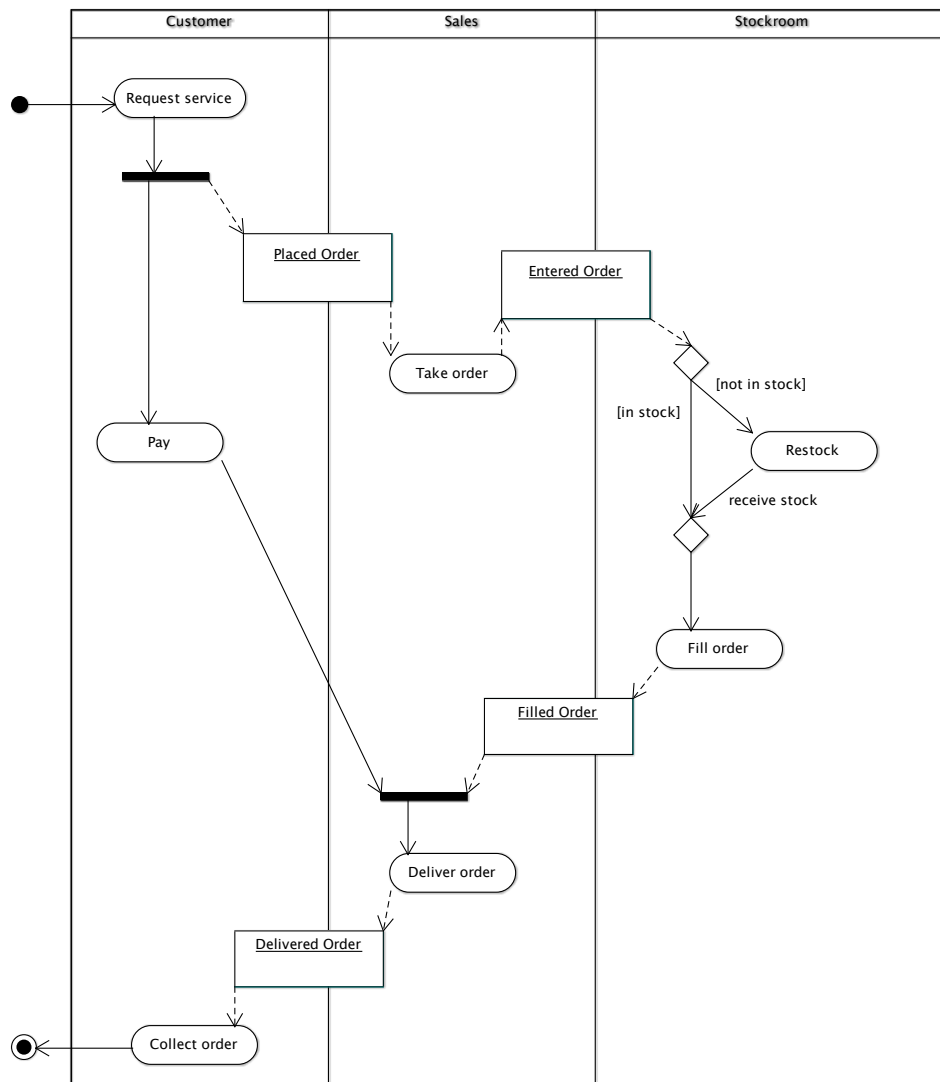 Customer
Sales
Stockroom
Request service
Placed Order
Entered Order
Take order
[not in stock]
[in stock]
Pay
Restock
receive stock
Fill order
Filled Order
Deliver order
Delivered Order
Collect order